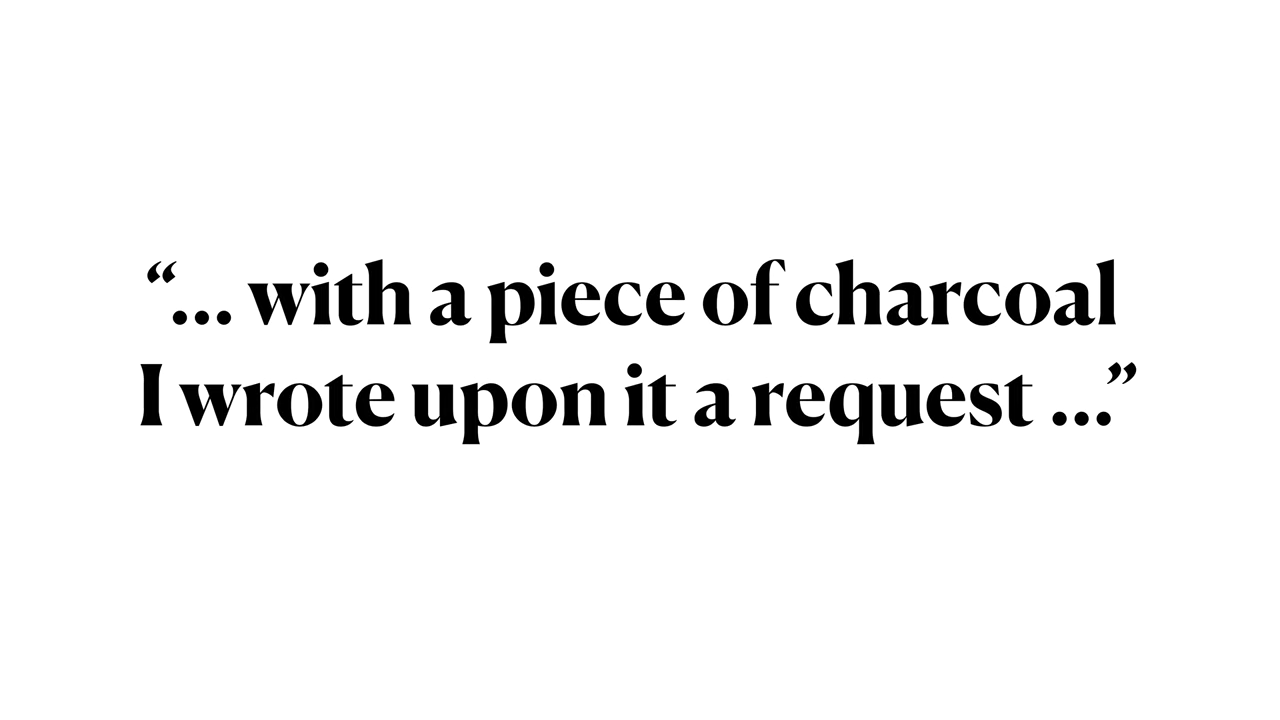 “… with a piece of charcoal
I wrote upon it a request …”